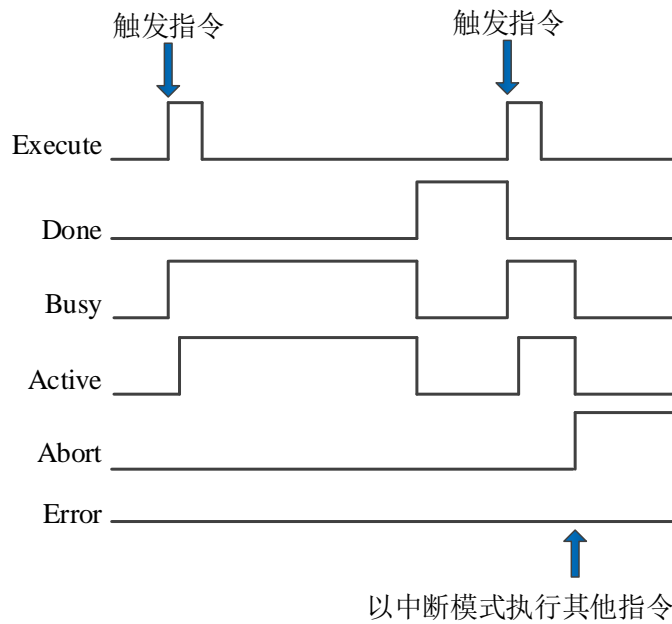 触发指令 触发指令
Execute
Done
Busy
Active
Abort
Error
以中断模式执行其他指令